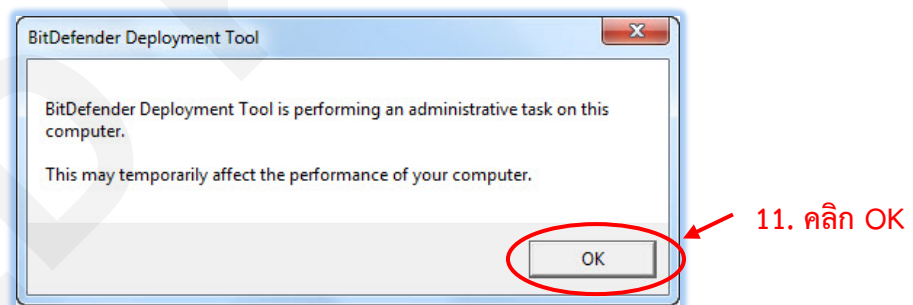 BitDefender Deployment Tool
BitDefender Deployment Tool is performing an administrative task on this
computer.
This may temporarily affect the performance of your computer.
11. คลิก OK
OK